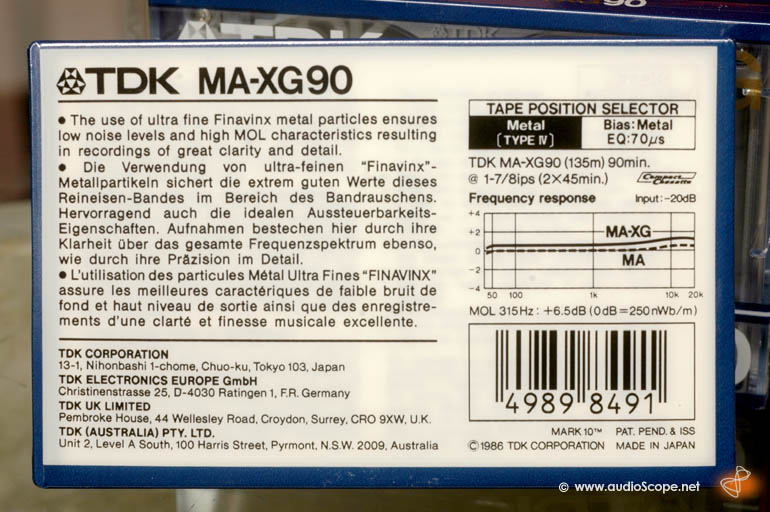 90
TDK MA-XG90
● The use of ultra fine Finavinx metal particles ensures
low noise levels and high MOL characteristics resulting
in recordings of great clarity and detail.
● Die Verwendung von ultra-feinen "Finavinx"-
Metallpartikeln sichert die extrem guten Werte dieses
Reineisen-Bandes im Bereich des Bandrauschens.
Hervorragend auch die idealen Aussteuerbarkeits-
Eigenschaften. Aufnahmen bestechen hier durch ihre
Klarheit über das gesamte Frequenzspektrum ebenso,
wie durch ihre Präzision im Detail.
● L'utilisation des particules Métal Ultra Fines "FINAVINX"
assure les meilleures caractériques de faible bruit de
fond et haut niveau de sortie ainsi que des enregistre-
ments d'une clarté et finesse musicale excellente.
TDK CORPORATION
13-1, Nihonbashi 1-chome, Chuo-ku, Tokyo 103, Japan
TDK ELECTRONICS EUROPE GmbH
Christinenstrasse 25, D-4030 Ratingen 1, F.R. Germany
TDK UK LIMITED
Pembroke House, 44 Wellesley Road, Croydon, Surrey, CRO 9XW, U.K.
TDK (AUSTRALIA) PTY. LTD.
Unit 2, Level A South, 100 Harris Street, Pyrmont, N.S.W. 2009, Australia
TAPE POSITION SELECTOR
Metal
(TYPE IV)
Bias: Metal
EQ: 70µs
TDK MA-XG90 (135m) 90min.
@ 1-7/8ips (2×45min.)
Compact Cassette
Frequency response Input: -20dB
+4
+2
0
-2
-4
MA-XG
MA
50 100 1k 10k 20k
MOL 315Hz: +6.5dB (0dB=250nWb/m)
4989 8491
MARK 10™ PAT. PEND. & ISS
©1986 TDK CORPORATION MADE IN JAPAN
© www.audioScope.net